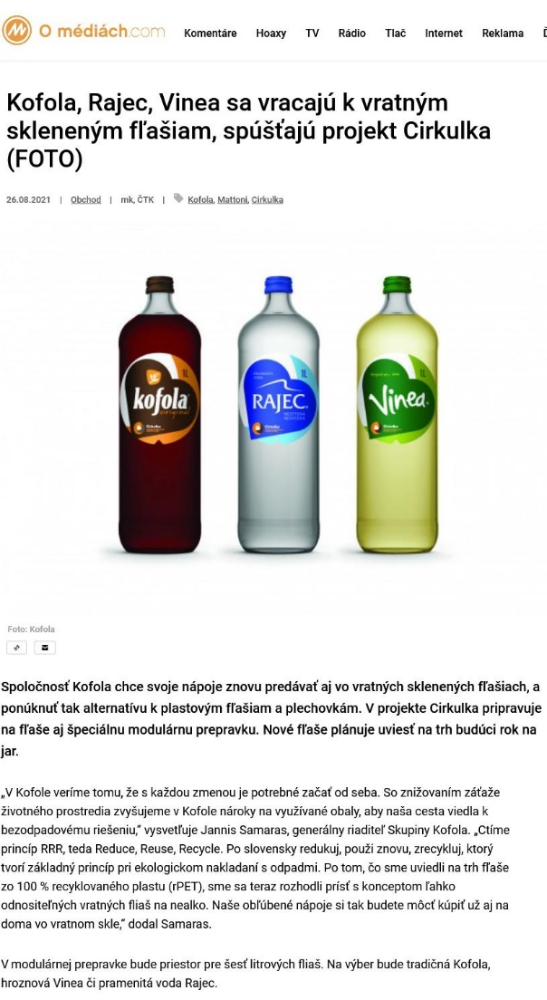 O médiách.com
Komentáre Hoaxy TV Rádio Tlač Internet Reklama
Kofola, Rajec, Vinea sa vracajú k vratným
skleneným fľašiam, spúšťajú projekt Cirkulka
(FOTO)
26.08.2021 | Obchod | mk, ČTK | Kofola, Mattoni, Cirkulka
1L
kofola
original
Cirkulka
1L
RAJEC
Cirkulka
1L
Vinea
Cirkulka
Foto: Kofola
Spoločnosť Kofola chce svoje nápoje znovu predávať aj vo vratných sklenených fľašiach, a
ponúknuť tak alternatívu k plastovým fľašiam a plechovkám. V projekte Cirkulka pripravuje
na fľaše aj špeciálnu modulárnu prepravku. Nové fľaše plánuje uviesť na trh budúci rok na
jar.
„V Kofole veríme tomu, že s každou zmenou je potrebné začať od seba. So znižovaním záťaže
životného prostredia zvyšujeme v Kofole nároky na využívané obaly, aby naša cesta viedla k
bezodpadovému riešeniu,“ vysvetľuje Jannis Samaras, generálny riaditeľ Skupiny Kofola. „Ctíme
princíp RRR, teda Reduce, Reuse, Recycle. Po slovensky redukuj, použi znovu, zrecykluj, ktorý
tvorí základný princíp pri ekologickom nakladaní s odpadmi. Po tom, čo sme uviedli na trh fľaše
zo 100 % recyklovaného plastu (rPET), sme sa teraz rozhodli prísť s konceptom ľahko
odnositeľných vratných fliaš na nealko. Naše obľúbené nápoje si tak budete môcť kúpiť už aj na
doma vo vratnom skle,“ dodal Samaras.
V modulárnej prepravke bude priestor pre šesť litrových fliaš. Na výber bude tradičná Kofola,
hroznová Vinea či pramenitá voda Rajec.